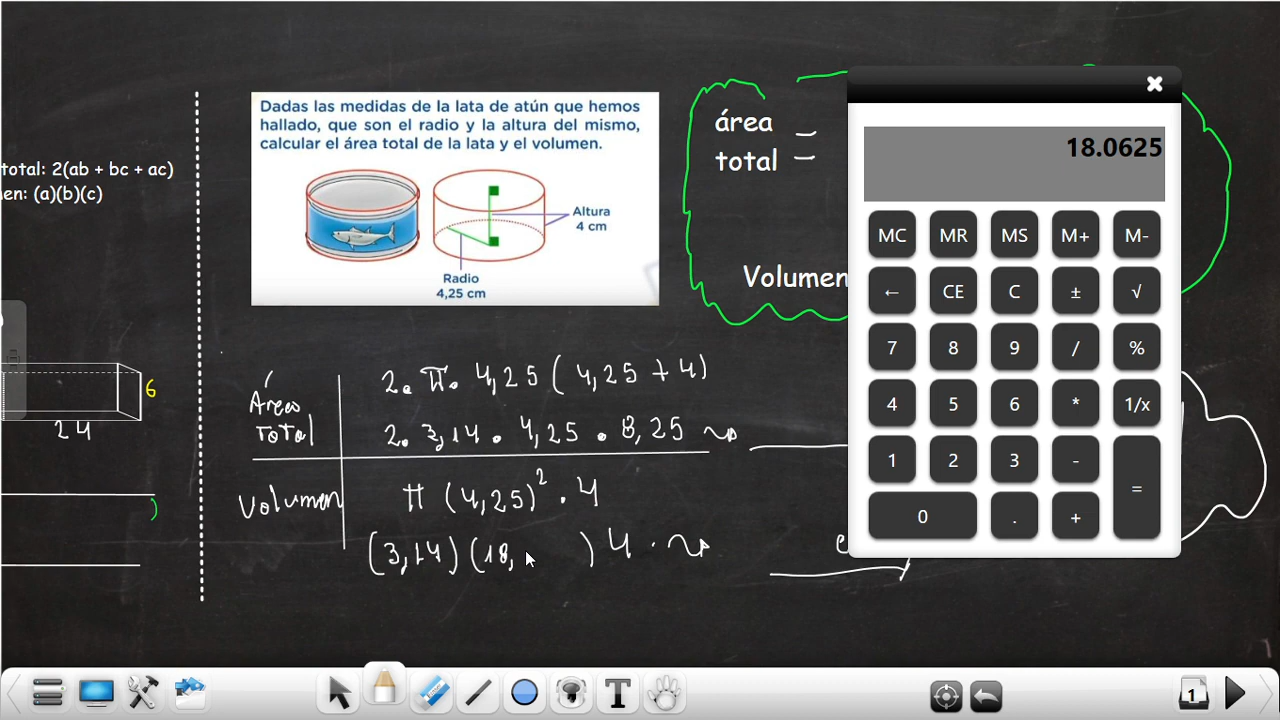 total: 2(ab + bc + ac)
en: (a)(b)(c)
6
24
Dadas las medidas de la lata de atún que hemos
hallado, que son el radio y la altura del mismo,
calcular el área total de la lata y el volumen.
Altura
4 cm
Radio
4,25 cm
área
total =
Volumen
Área
Total
2. π. 4,25 ( 4,25 + 4)
2. 3,14 . 4,25 . 8,25
Volumen
π (4,25)² . 4
(3,14) (18, ) 4 .
18.0625
MC MR MS M+ M-
← CE C ± √
7 8 9 / %
4 5 6 * 1/x
1 2 3 - =
0 . +
T
1